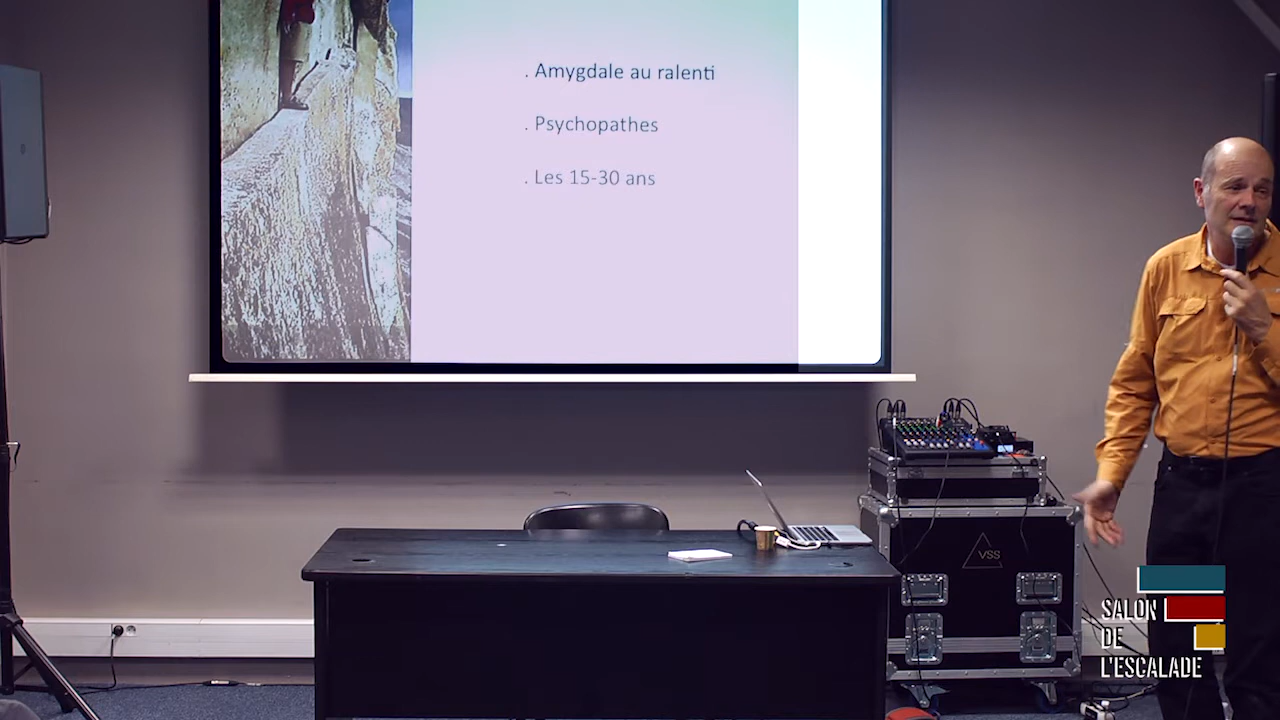 . Amygdale au ralenti
. Psychopathes
. Les 15-30 ans
VSS
SALON
DE
L'ESCALADE